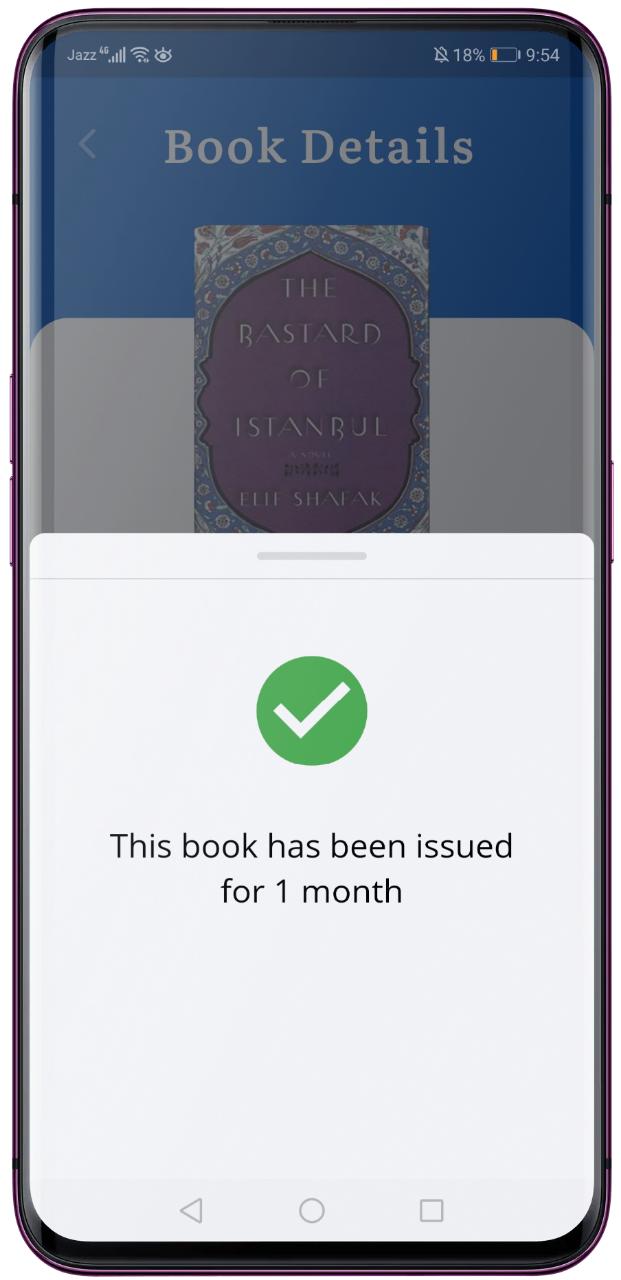 Jazz 4G 18% 9:54
Book Details
THE
BASTARD
OF
ISTANBUL
A NOVEL
ELIF SHAFAK
This book has been issued
for 1 month